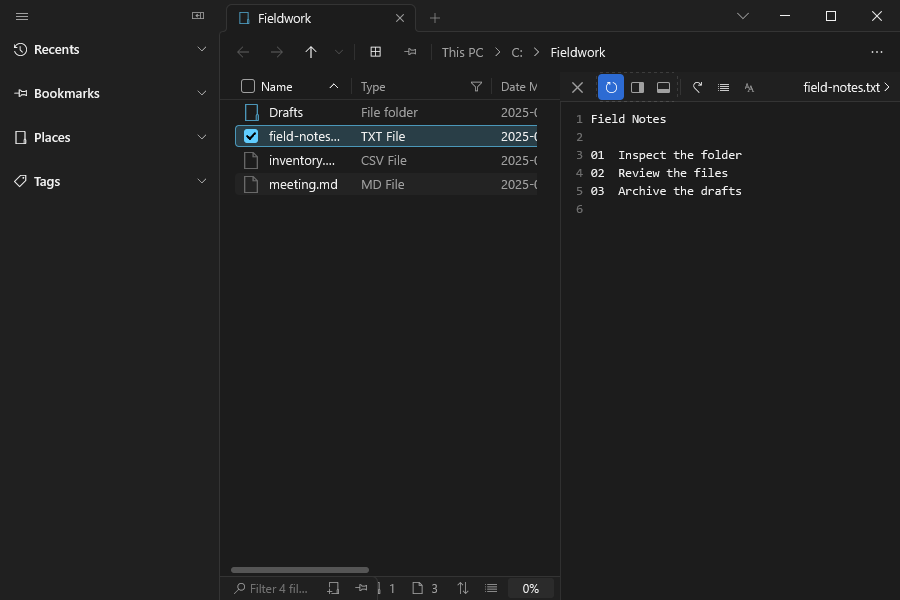 Fieldwork
Recents
Bookmarks
Places
Tags
This PC > C: > Fieldwork
Name Type Date M
Drafts File folder 2025-0
field-notes... TXT File 2025-0
inventory.... CSV File 2025-0
meeting.md MD File 2025-0
field-notes.txt
1 Field Notes
2
3 01 Inspect the folder
4 02 Review the files
5 03 Archive the drafts
6
Filter 4 fil... 1 3 0%